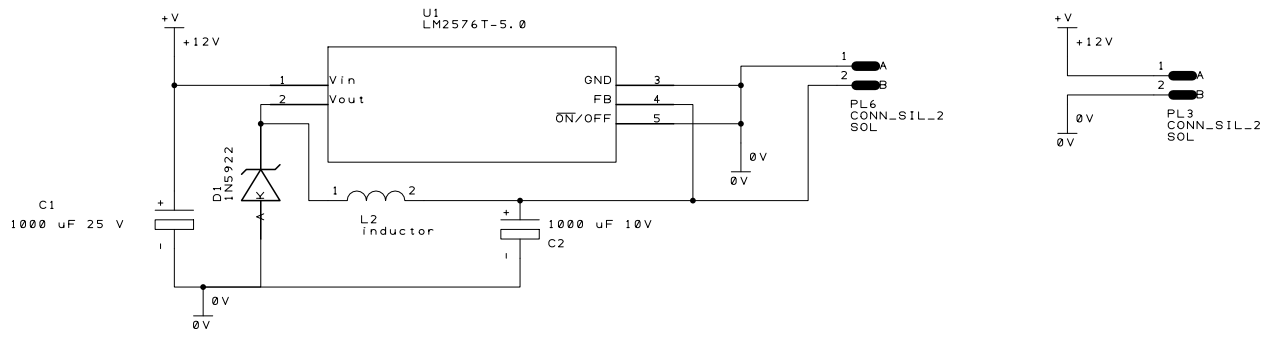 U1
LM2576T-5.0
+V
+12V
1
Vin
2
Vout
GND
3
FB
4
ON/OFF
5
1
A
2
B
PL6
CONN_SIL_2
SOL
0V
0V
D1
1N5922
K
A
C1
1000 uF 25 V
+
-
1
2
L2
inductor
+
1000 uF 10V
C2
-
0V
0V
+V
+12V
1
A
2
B
PL3
CONN_SIL_2
SOL
0V
0V